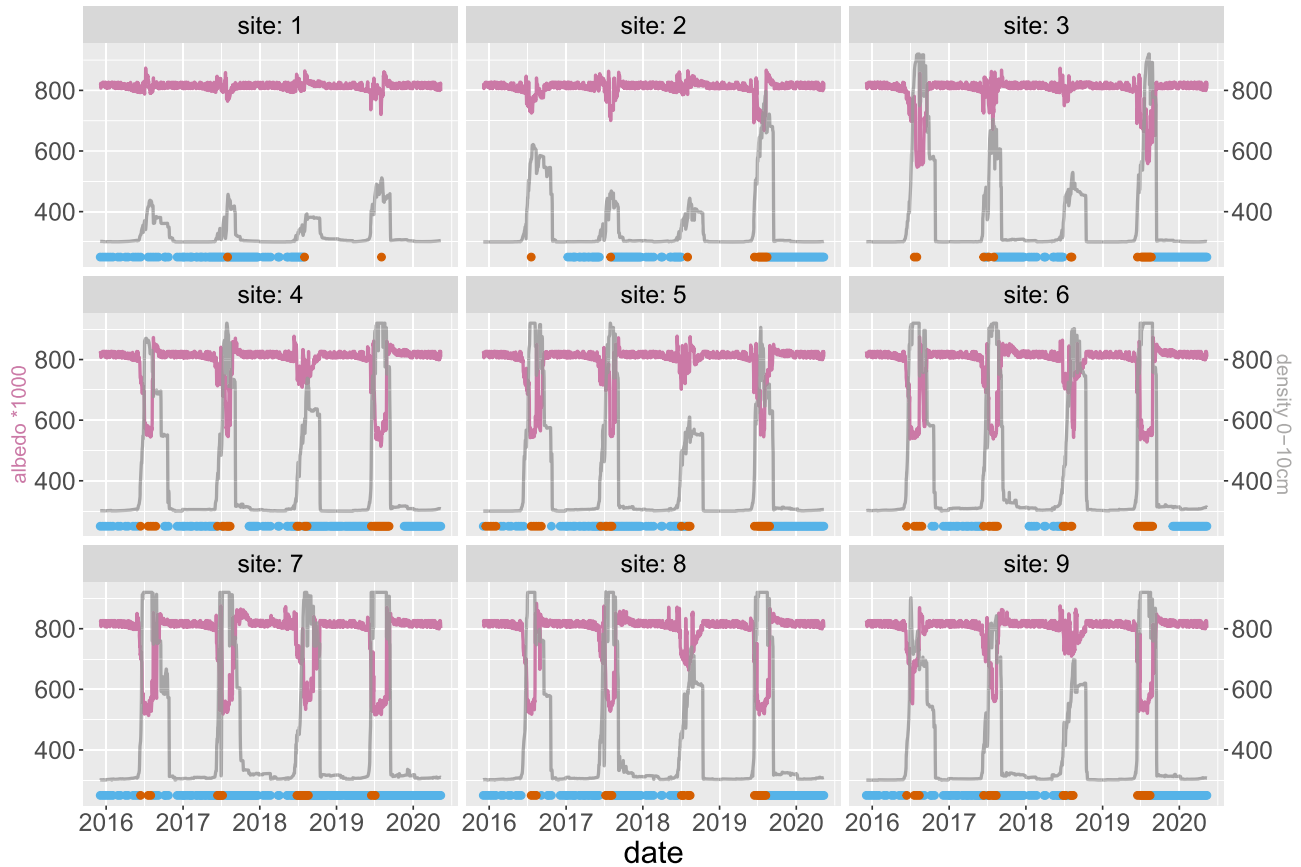 site: 1 site: 2 site: 3
800 800
600 600
400 400
site: 4 site: 5 site: 6
800 800
600 600
400 400
albedo *1000
density 0−10cm
site: 7 site: 8 site: 9
800 800
600 600
400 400
2016 2017 2018 2019 2020 2016 2017 2018 2019 2020 2016 2017 2018 2019 2020
date